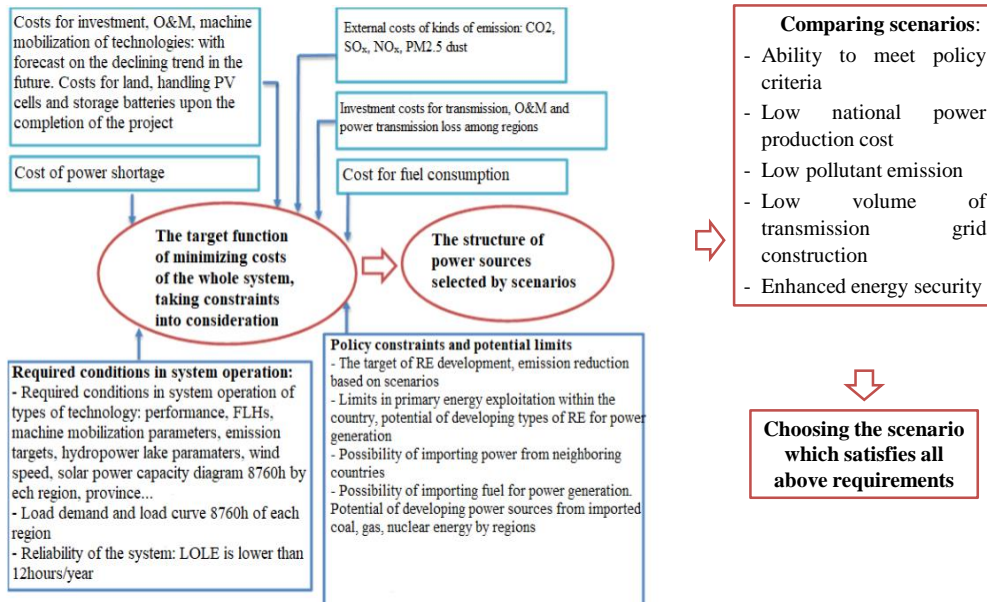 Costs for investment, O&M, machine
mobilization of technologies: with
forecast on the declining trend in the
future. Costs for land, handling PV
cells and storage batteries upon the
completion of the project
Cost of power shortage
External costs of kinds of emission: CO2,
SOx, NOx, PM2.5 dust
Investment costs for transmission, O&M and
power transmission loss among regions
Cost for fuel consumption
The target function
of minimizing costs
of the whole system,
taking constraints
into consideration
The structure of
power sources
selected by scenarios
Required conditions in system operation:
- Required conditions in system operation of
types of technology: performance, FLHs,
machine mobilization parameters, emission
targets, hydropower lake paramaters, wind
speed, solar power capacity diagram 8760h by
ech region, province...
- Load demand and load curve 8760h of each
region
- Reliability of the system: LOLE is lower than
12hours/year
Policy constraints and potential limits
- The target of RE development, emission reduction
based on scenarios
- Limits in primary energy exploitation within the
country, potential of developing types of RE for power
generation
- Possibility of importing power from neighboring
countries
- Possibility of importing fuel for power generation.
Potential of developing power sources from imported
coal, gas, nuclear energy by regions
Comparing scenarios:
- Ability to meet policy
criteria
- Low national power
production cost
- Low pollutant emission
- Low volume of
transmission grid
construction
- Enhanced energy security
Choosing the scenario
which satisfies all
above requirements